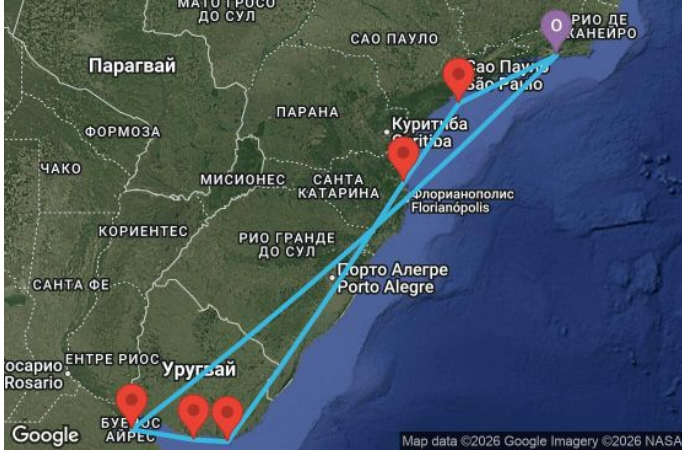 МАТО ГРОСО
ДО СУЛ
РИО ДЕ
ЖАНЕЙРО
O
САО ПАУЛО
Парагвай
Сао Пауло
São Paulo
ПАРАНА
ФОРМОЗА
Куритиба
Curitiba
ЧАКО
МИСИОНЕС
САНТА
КАТАРИНА
Флорианополис
Florianópolis
КОРИЕНТЕС
РИО ГРАНДЕ
ДО СУЛ
Порто Алегре
Porto Alegre
САНТА ФЕ
осарио
Rosario
ЕНТРЕ РИОС
Уругвай
БУЕНОС
АЙРЕС
Google
Map data ©2026 Google Imagery ©2026 NASA